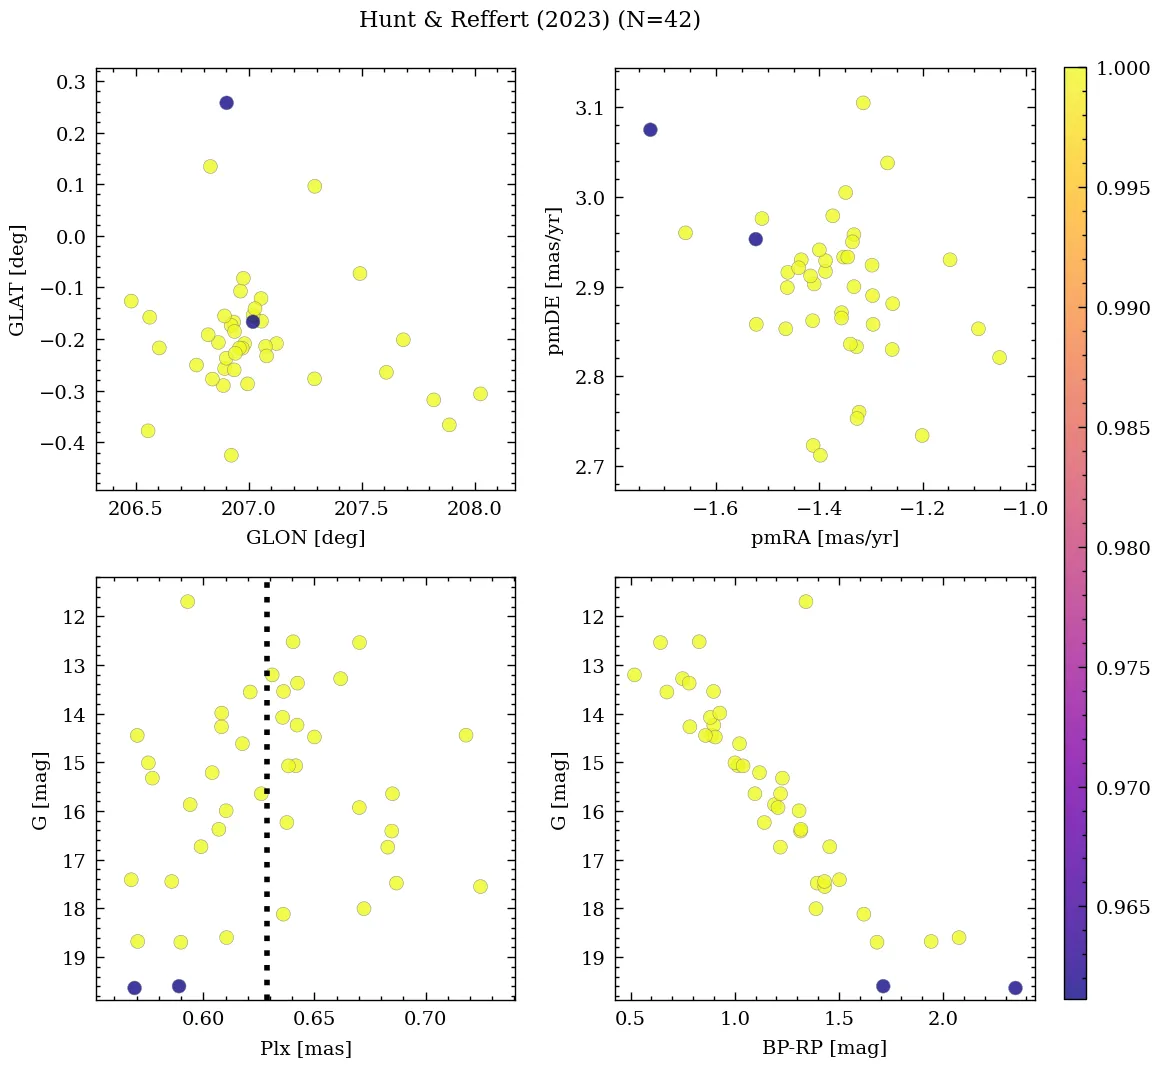 Hunt & Reffert (2023) (N=42)
0.3
0.2
0.1
0.0
−0.1
−0.2
−0.3
−0.4
GLAT [deg]
206.5 207.0 207.5 208.0
GLON [deg]
3.1
3.0
2.9
2.8
2.7
pmDE [mas/yr]
−1.6 −1.4 −1.2 −1.0
pmRA [mas/yr]
12
13
14
15
16
17
18
19
G [mag]
0.60 0.65 0.70
Plx [mas]
12
13
14
15
16
17
18
19
G [mag]
0.5 1.0 1.5 2.0
BP-RP [mag]
1.000
0.995
0.990
0.985
0.980
0.975
0.970
0.965